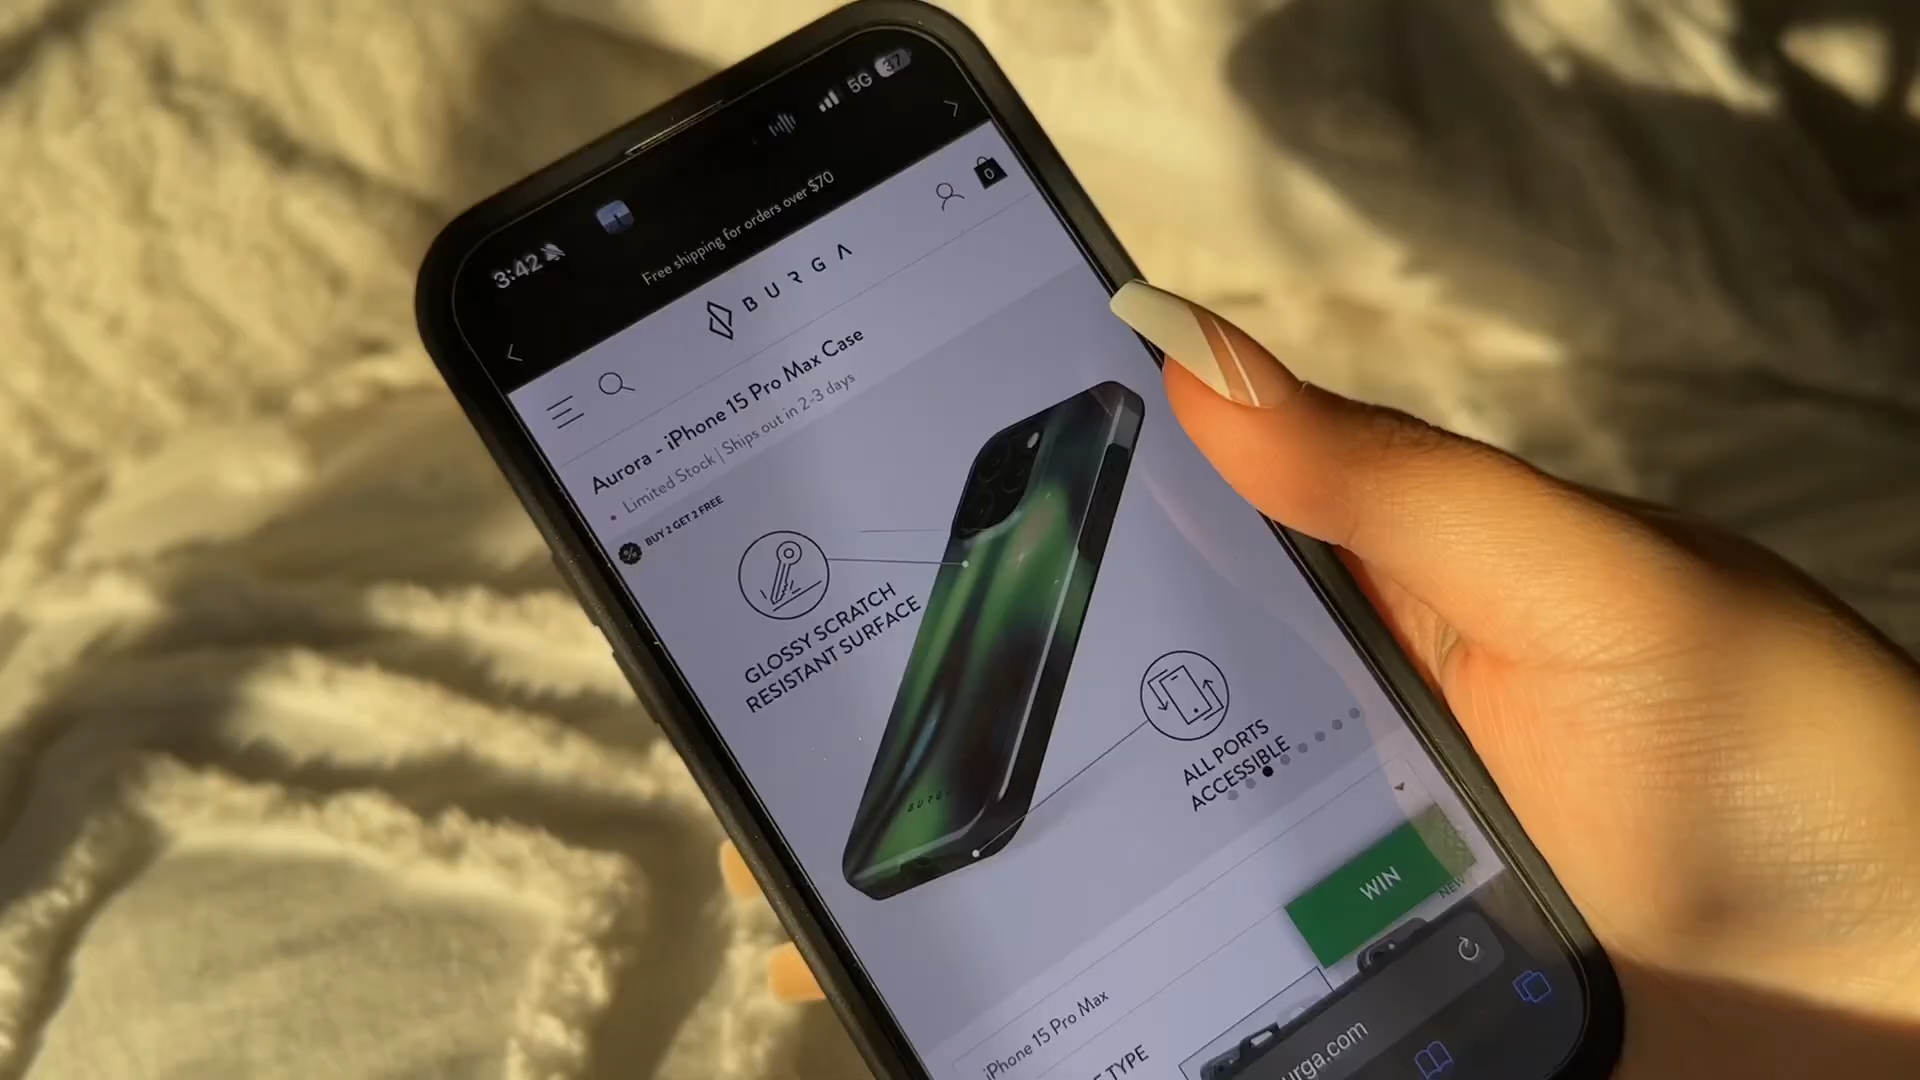 3:42
5G 37
Free shipping for orders over $70
BURGA
0
Aurora - iPhone 15 Pro Max Case
Limited Stock | Ships out in 2-3 days
BUY 2 GET 2 FREE
GLOSSY SCRATCH
RESISTANT SURFACE
ALL PORTS
ACCESSIBLE
WIN
NEW
iPhone 15 Pro Max
TYPE
urga.com